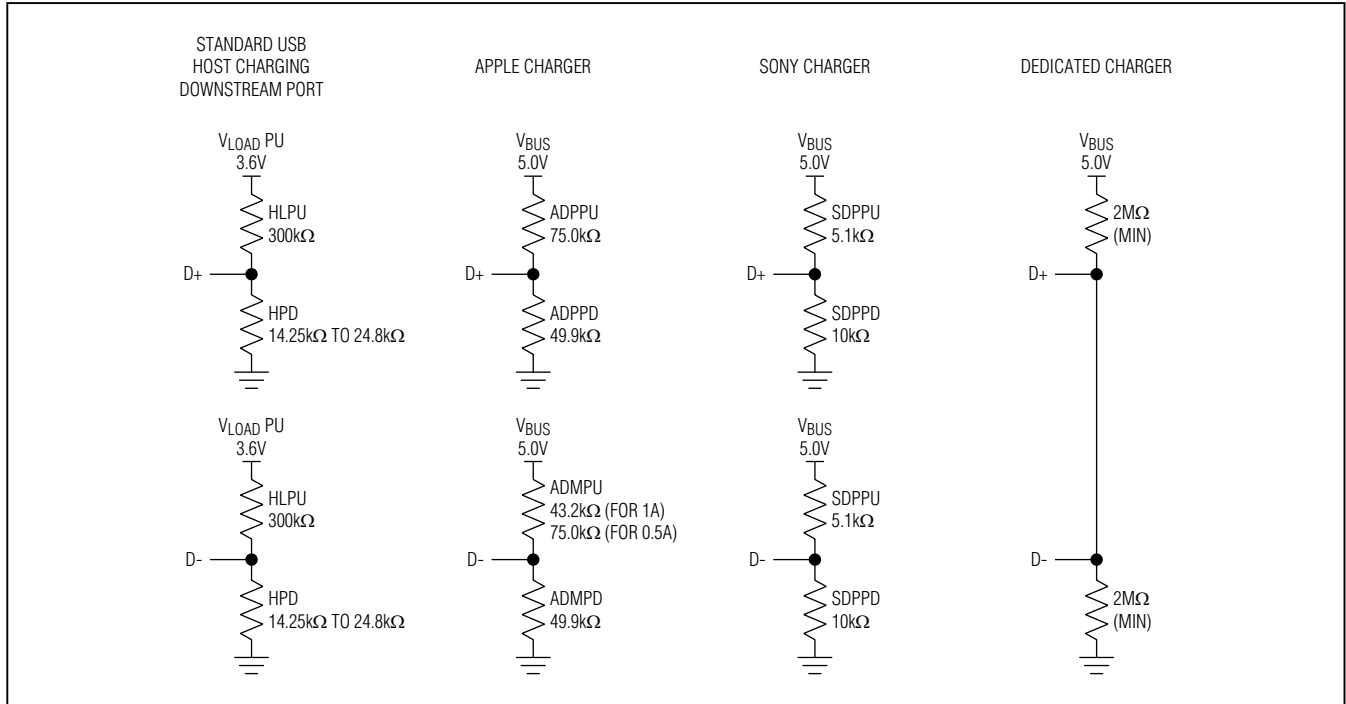 STANDARD USB
HOST CHARGING
DOWNSTREAM PORT
VLOAD PU
3.6V
HLPU
300kΩ
D+
HPD
14.25kΩ TO 24.8kΩ
VLOAD PU
3.6V
HLPU
300kΩ
D-
HPD
14.25kΩ TO 24.8kΩ
APPLE CHARGER
VBUS
5.0V
ADPPU
75.0kΩ
D+
ADPPD
49.9kΩ
VBUS
5.0V
ADMPU
43.2kΩ (FOR 1A)
75.0kΩ (FOR 0.5A)
D-
ADMPD
49.9kΩ
SONY CHARGER
VBUS
5.0V
SDPPU
5.1kΩ
D+
SDPPD
10kΩ
VBUS
5.0V
SDPPU
5.1kΩ
D-
SDPPD
10kΩ
DEDICATED CHARGER
VBUS
5.0V
2MΩ
(MIN)
D+
D-
2MΩ
(MIN)